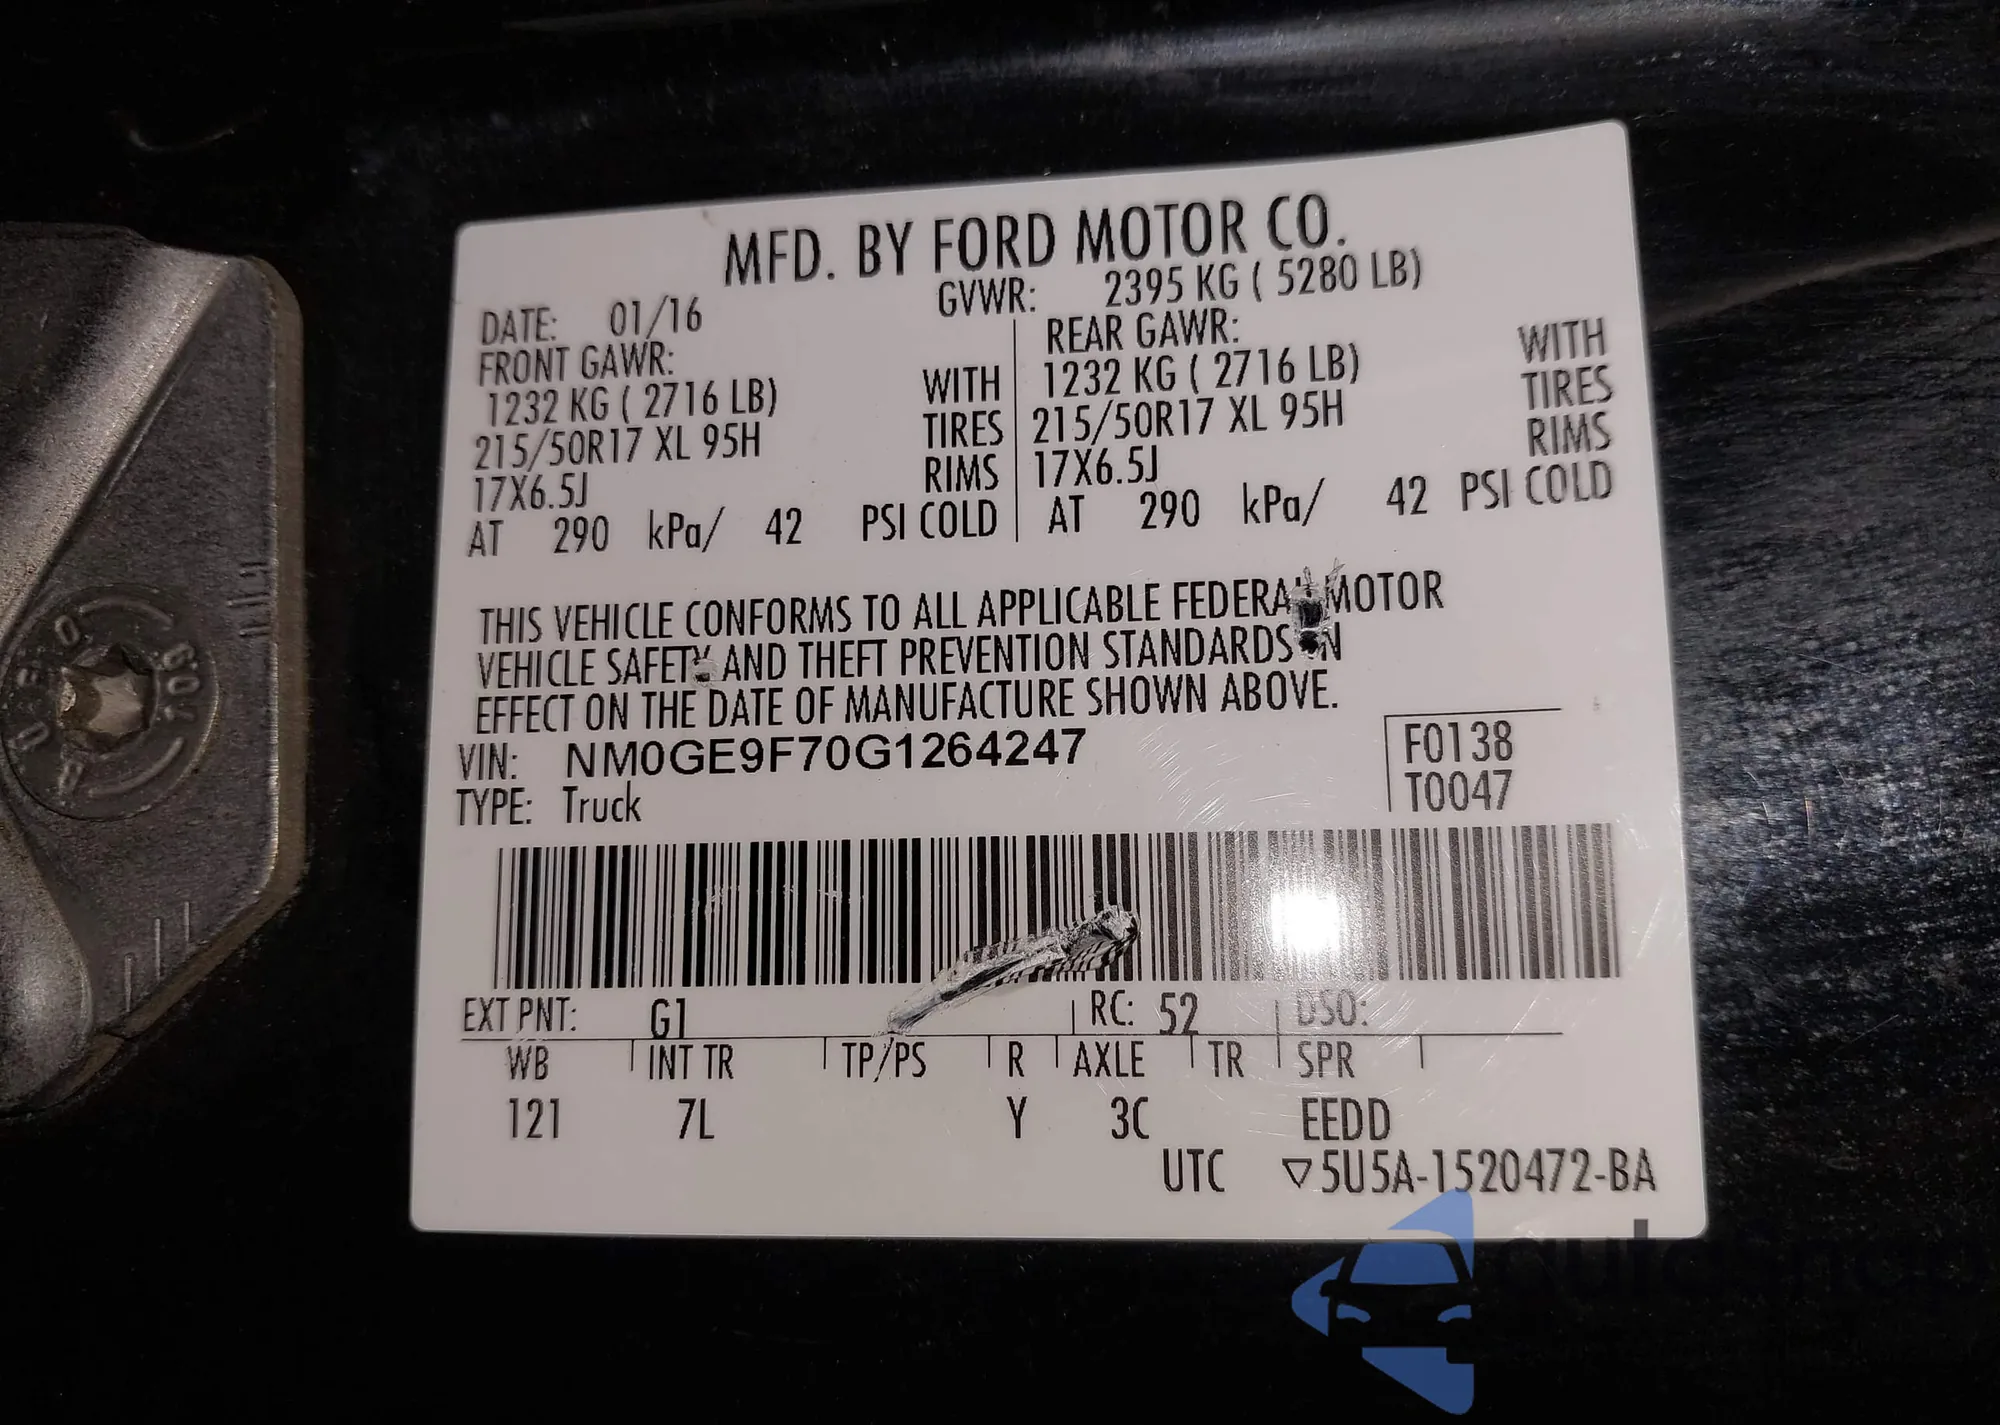 MFD. BY FORD MOTOR CO.
DATE: 01/16 GVWR: 2395 KG ( 5280 LB)
FRONT GAWR: REAR GAWR:
1232 KG ( 2716 LB) WITH 1232 KG ( 2716 LB) WITH
215/50R17 XL 95H TIRES 215/50R17 XL 95H TIRES
17X6.5J RIMS 17X6.5J RIMS
AT 290 kPa/ 42 PSI COLD AT 290 kPa/ 42 PSI COLD
THIS VEHICLE CONFORMS TO ALL APPLICABLE FEDERAL MOTOR
VEHICLE SAFETY AND THEFT PREVENTION STANDARDS IN
EFFECT ON THE DATE OF MANUFACTURE SHOWN ABOVE.
VIN: NM0GE9F70G1264247 F0138
TYPE: Truck T0047
EXT PNT: G1 RC: 52 DSO:
WB INT TR TP/PS R AXLE TR SPR
121 7L Y 3C EEDD
UTC ▽5U5A-1520472-BA